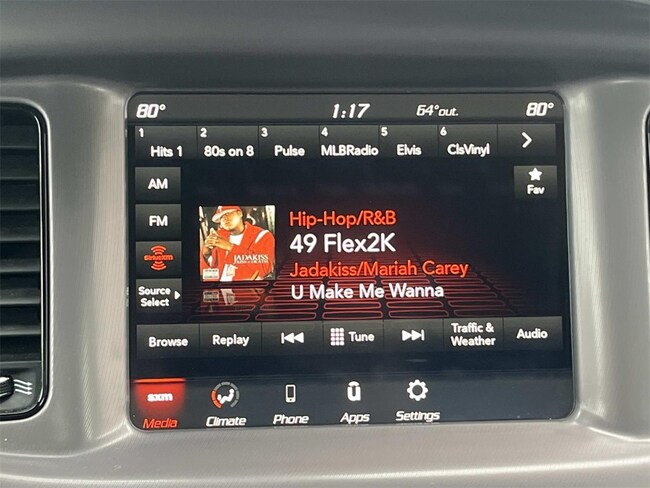 80° 1:17 64°out. 80°
1 2 3 4 5 6
Hits 1 80s on 8 Pulse MLBRadio Elvis ClsVinyl
AM
Fav
FM
Hip-Hop/R&B
49 Flex2K
JADAKISS
SiriusXM
Jadakiss/Mariah Carey
Source
Select
U Make Me Wanna
Browse Replay Tune Traffic &
Weather Audio
sxm
Media Climate Phone Apps Settings